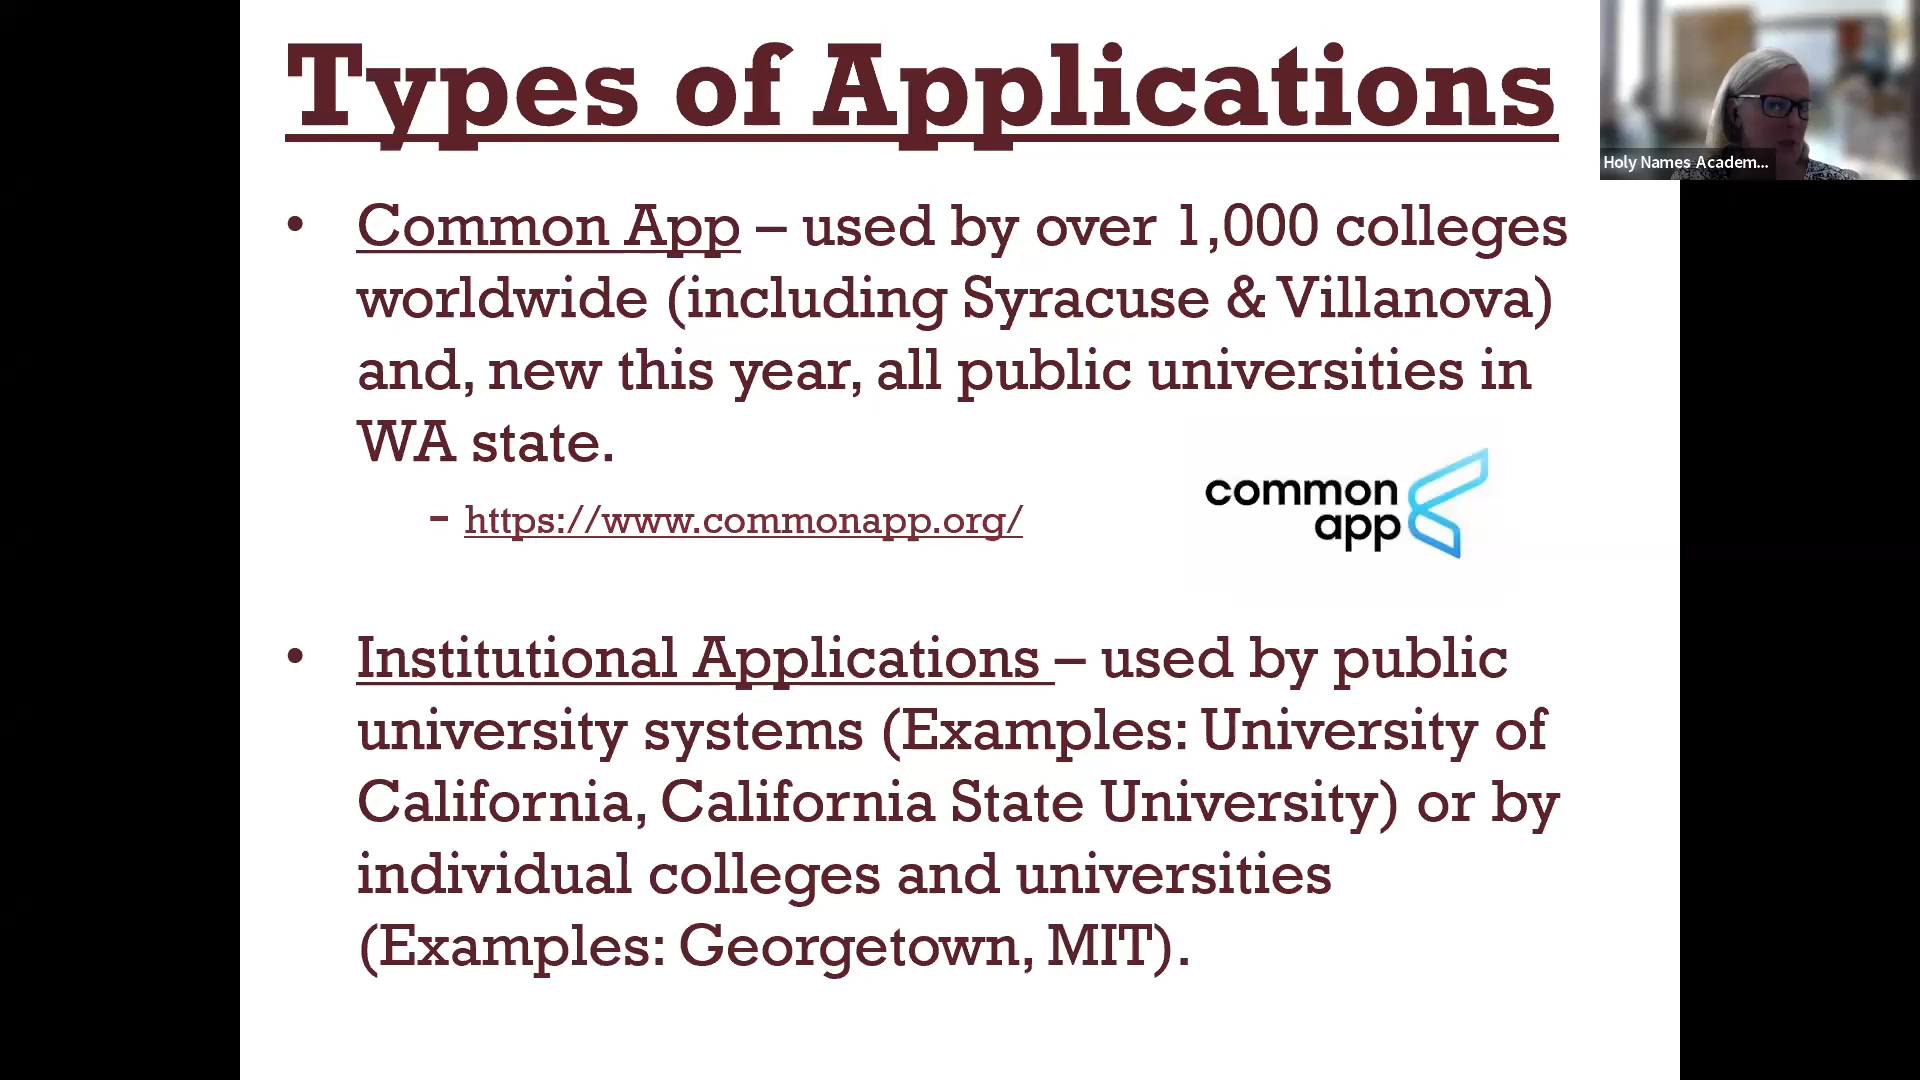 Types of Applications
Holy Names Academ...
• Common App – used by over 1,000 colleges
worldwide (including Syracuse & Villanova)
and, new this year, all public universities in
WA state.
- https://www.commonapp.org/
common
app
• Institutional Applications – used by public
university systems (Examples: University of
California, California State University) or by
individual colleges and universities
(Examples: Georgetown, MIT).